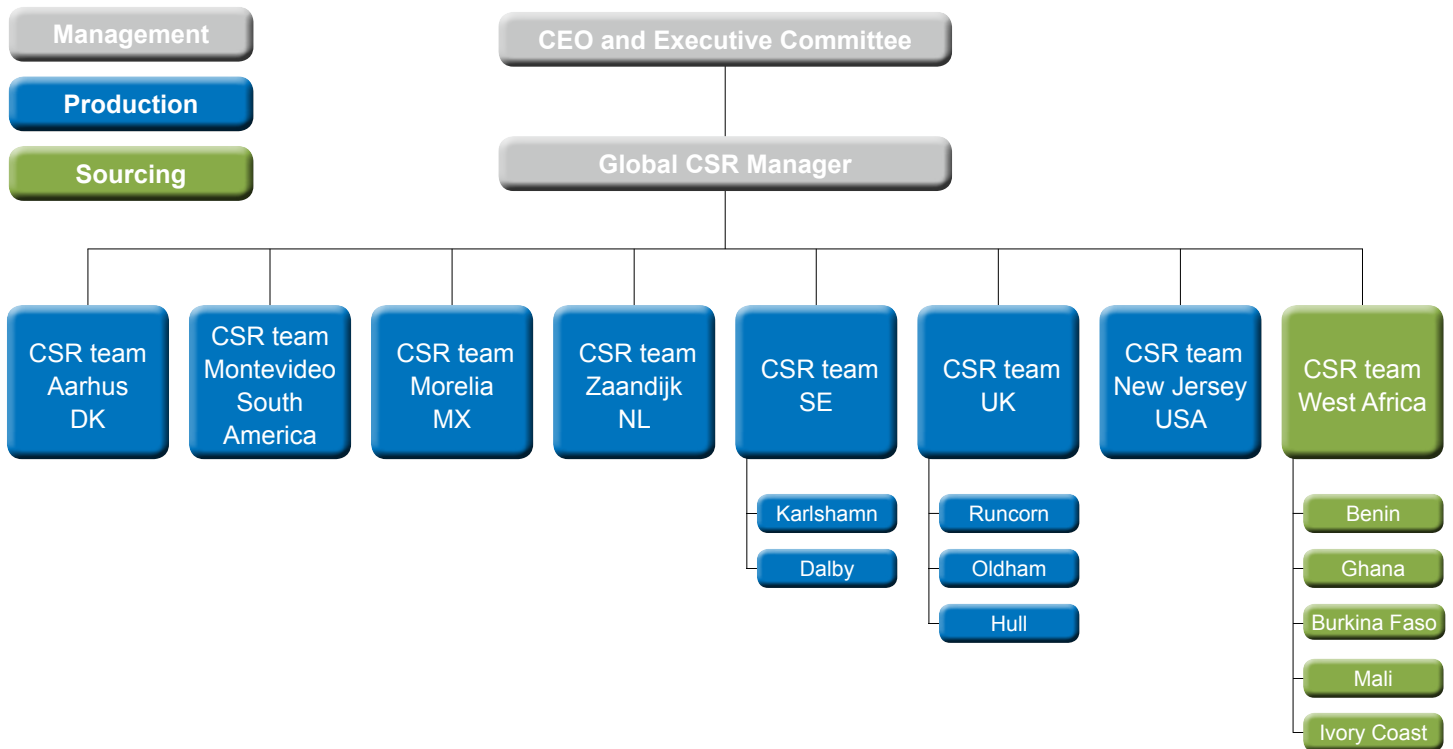 Management
Production
Sourcing
CEO and Executive Committee
Global CSR Manager
CSR team
Aarhus
DK
CSR team
Montevideo
South
America
CSR team
Morelia
MX
CSR team
Zaandijk
NL
CSR team
SE
CSR team
UK
CSR team
New Jersey
USA
CSR team
West Africa
Karlshamn
Dalby
Runcorn
Oldham
Hull
Benin
Ghana
Burkina Faso
Mali
Ivory Coast